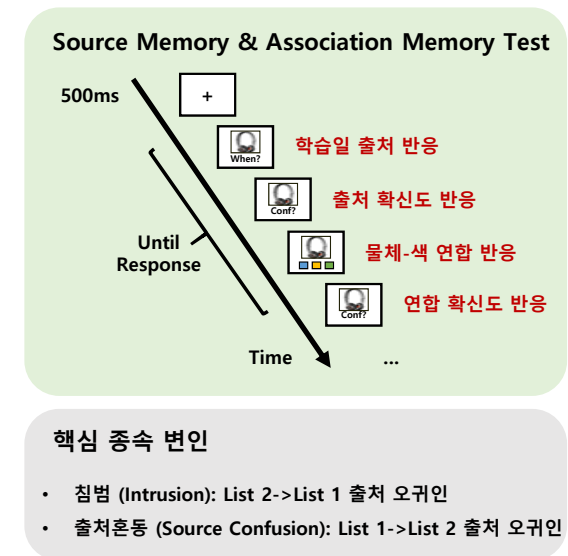 Source Memory & Association Memory Test
500ms
+
When?
학습일 출처 반응
Conf?
출처 확신도 반응
Until
Response
물체-색 연합 반응
Conf?
연합 확신도 반응
Time
...
핵심 종속 변인
• 침범 (Intrusion): List 2->List 1 출처 오귀인
• 출처혼동 (Source Confusion): List 1->List 2 출처 오귀인